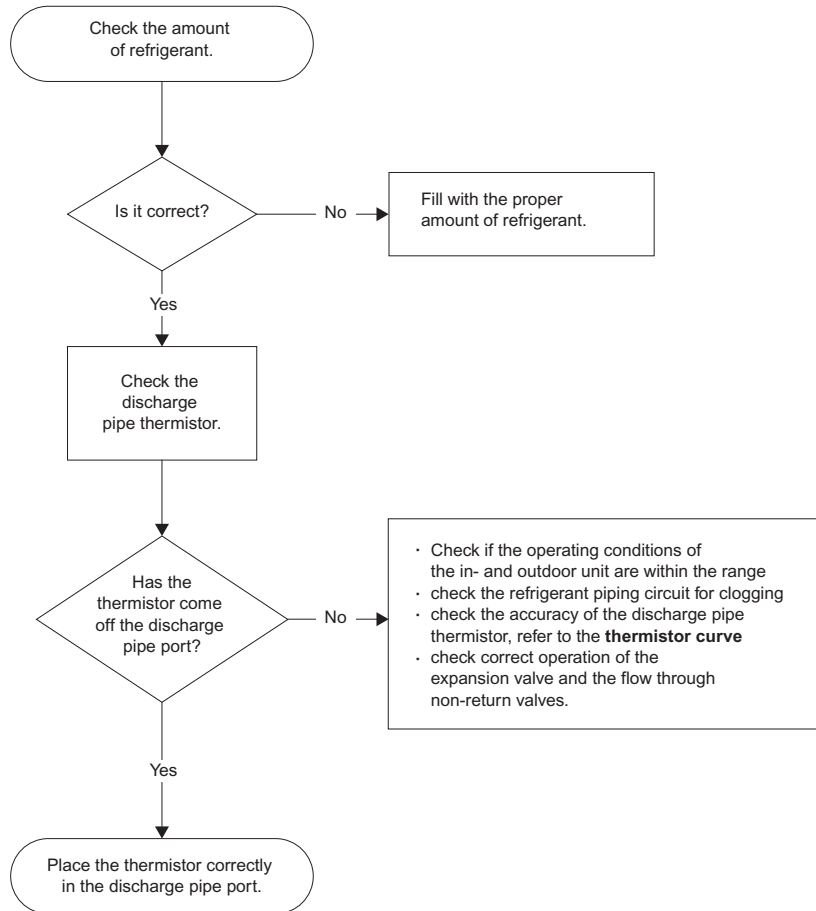 Check the amount
of refrigerant.
Is it correct?
No
Fill with the proper
amount of refrigerant.
Yes
Check the
discharge
pipe thermistor.
Has the
thermistor come
off the discharge
pipe port?
No
· Check if the operating conditions of
the in- and outdoor unit are within the range
· check the refrigerant piping circuit for clogging
· check the accuracy of the discharge pipe
thermistor, refer to the thermistor curve
· check correct operation of the
expansion valve and the flow through
non-return valves.
Yes
Place the thermistor correctly
in the discharge pipe port.